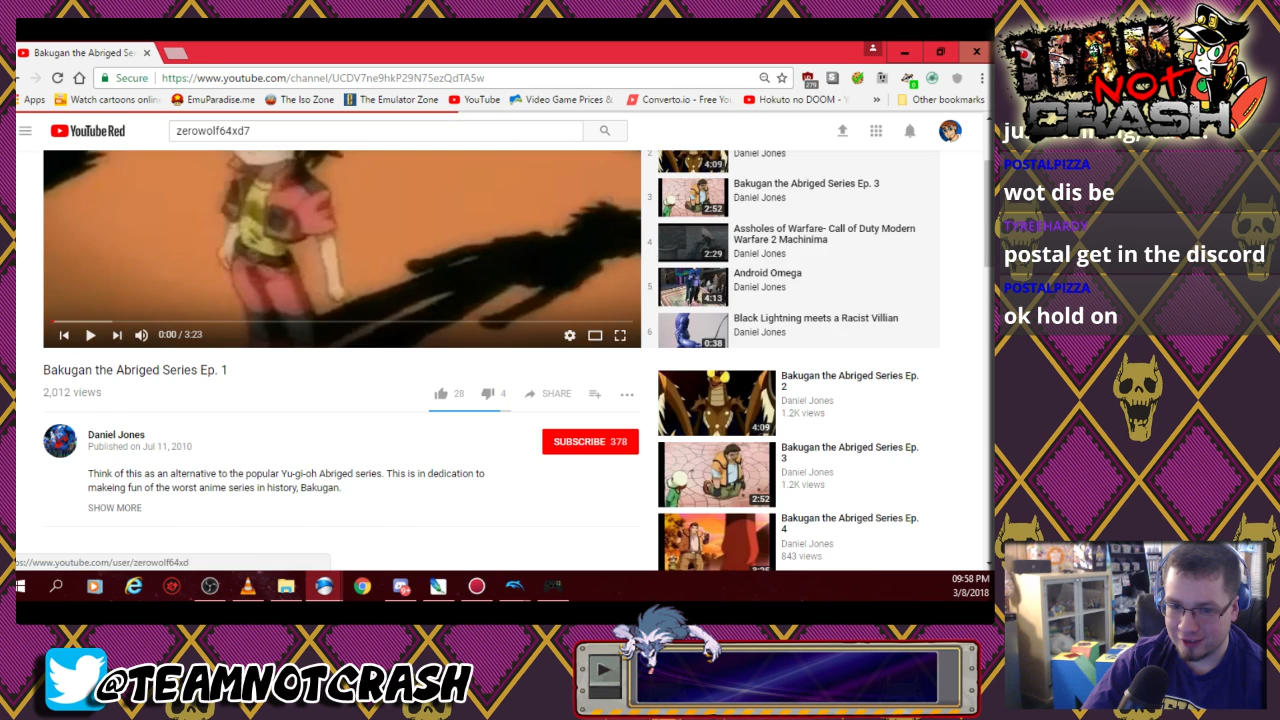 Bakugan the Abriged Se
Secure
https://www.youtube.com/channel/UCDV7ne9hkP29N75ezQdTA5w
279
0
Apps
Watch cartoons onlin
EmuParadise.me
The Iso Zone
The Emulator Zone
YouTube
Video Game Prices &
Converto.io - Free Yo
Hokuto no DOOM - Y
»
Other bookmarks
YouTube Red
zerowolf64xd7
2
4:09
Daniel Jones
3
2:52
Bakugan the Abriged Series Ep. 3
Daniel Jones
4
2:29
Assholes of Warfare- Call of Duty Modern
Warfare 2 Machinima
Daniel Jones
5
4:13
Android Omega
Daniel Jones
6
0:38
Black Lightning meets a Racist Villian
Daniel Jones
0:00 / 3:23
Bakugan the Abriged Series Ep. 1
2,012 views
28
4
SHARE
Daniel Jones
Published on Jul 11, 2010
SUBSCRIBE 378
Think of this as an alternative to the popular Yu-gi-oh Abriged series. This is in dedication to
makeing fun of the worst anime series in history, Bakugan.
SHOW MORE
4:09
Bakugan the Abriged Series Ep.
2
Daniel Jones
1.2K views
2:52
Bakugan the Abriged Series Ep.
3
Daniel Jones
1.2K views
Bakugan the Abriged Series Ep.
4
Daniel Jones
843 views
ps://www.youtube.com/user/zerowolf64xd
09:58 PM
3/8/2018
TEAM
NOT
CRASH
POSTALPIZZA
wot dis be
TYREEHARDY
postal get in the discord
POSTALPIZZA
ok hold on
@TEAMNOTCRASH